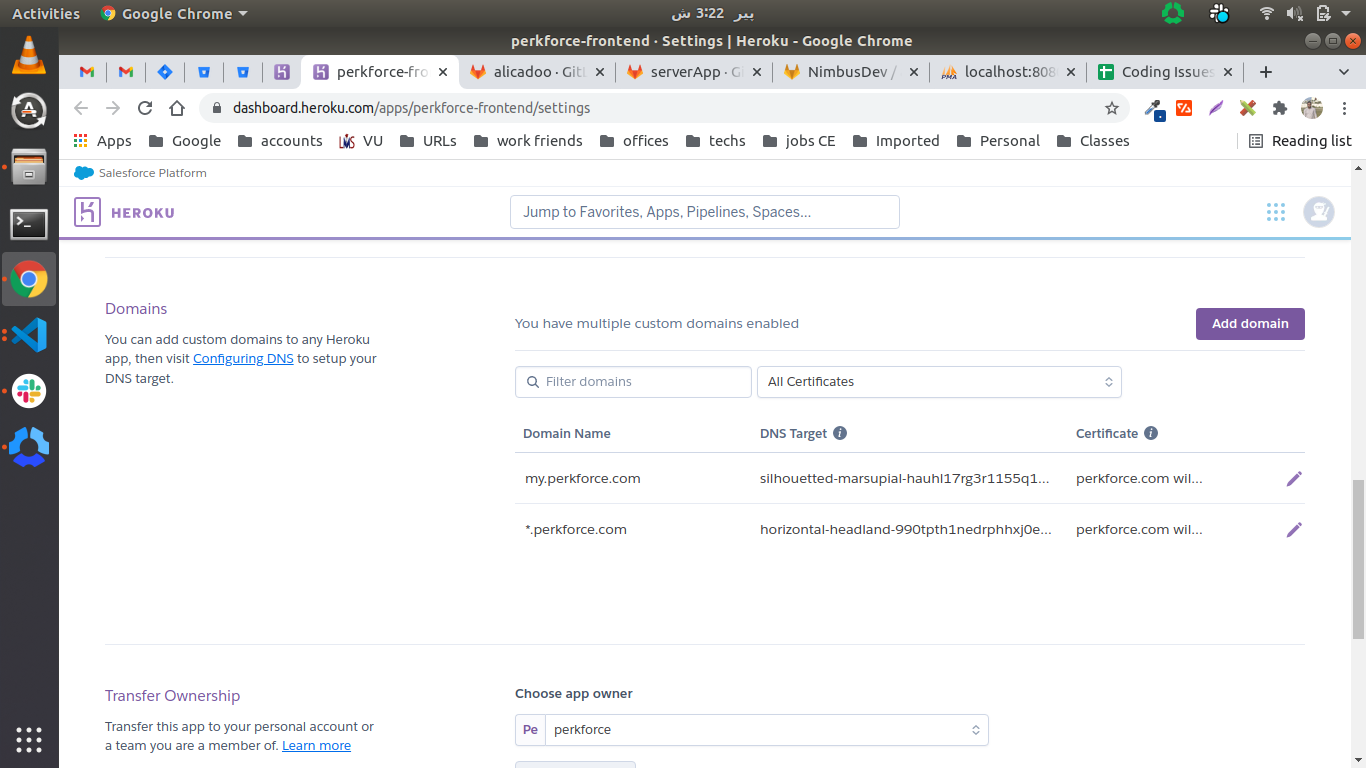 Activities Google Chrome پیر 3:22 ش
perkforce-frontend · Settings | Heroku - Google Chrome
perkforce-fro alicadoo · GitL serverApp · Gi NimbusDev / PMA localhost:808 Coding Issues
dashboard.heroku.com/apps/perkforce-frontend/settings
Apps Google accounts VU URLs work friends offices techs jobs CE Imported Personal Classes Reading list
Salesforce Platform
HEROKU Jump to Favorites, Apps, Pipelines, Spaces...
Domains
You can add custom domains to any Heroku
app, then visit Configuring DNS to setup your
DNS target.
You have multiple custom domains enabled Add domain
Filter domains All Certificates
Domain Name DNS Target Certificate
my.perkforce.com silhouetted-marsupial-hauhl17rg3r1155q1... perkforce.com wil...
*.perkforce.com horizontal-headland-990tpth1nedrphhxj0e... perkforce.com wil...
Transfer Ownership
Transfer this app to your personal account or
a team you are a member of. Learn more
Choose app owner
Pe perkforce